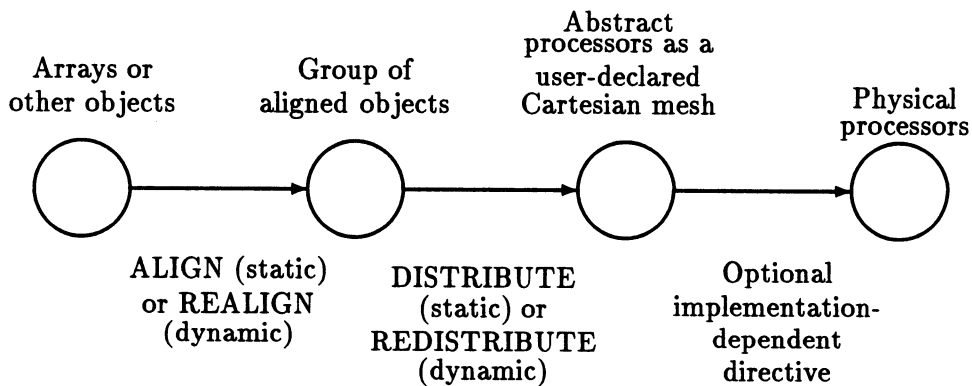 Arrays or
other objects
Group of
aligned objects
Abstract
processors as a
user-declared
Cartesian mesh
Physical
processors
ALIGN (static)
or REALIGN
(dynamic)
DISTRIBUTE
(static) or
REDISTRIBUTE
(dynamic)
Optional
implementation-
dependent
directive